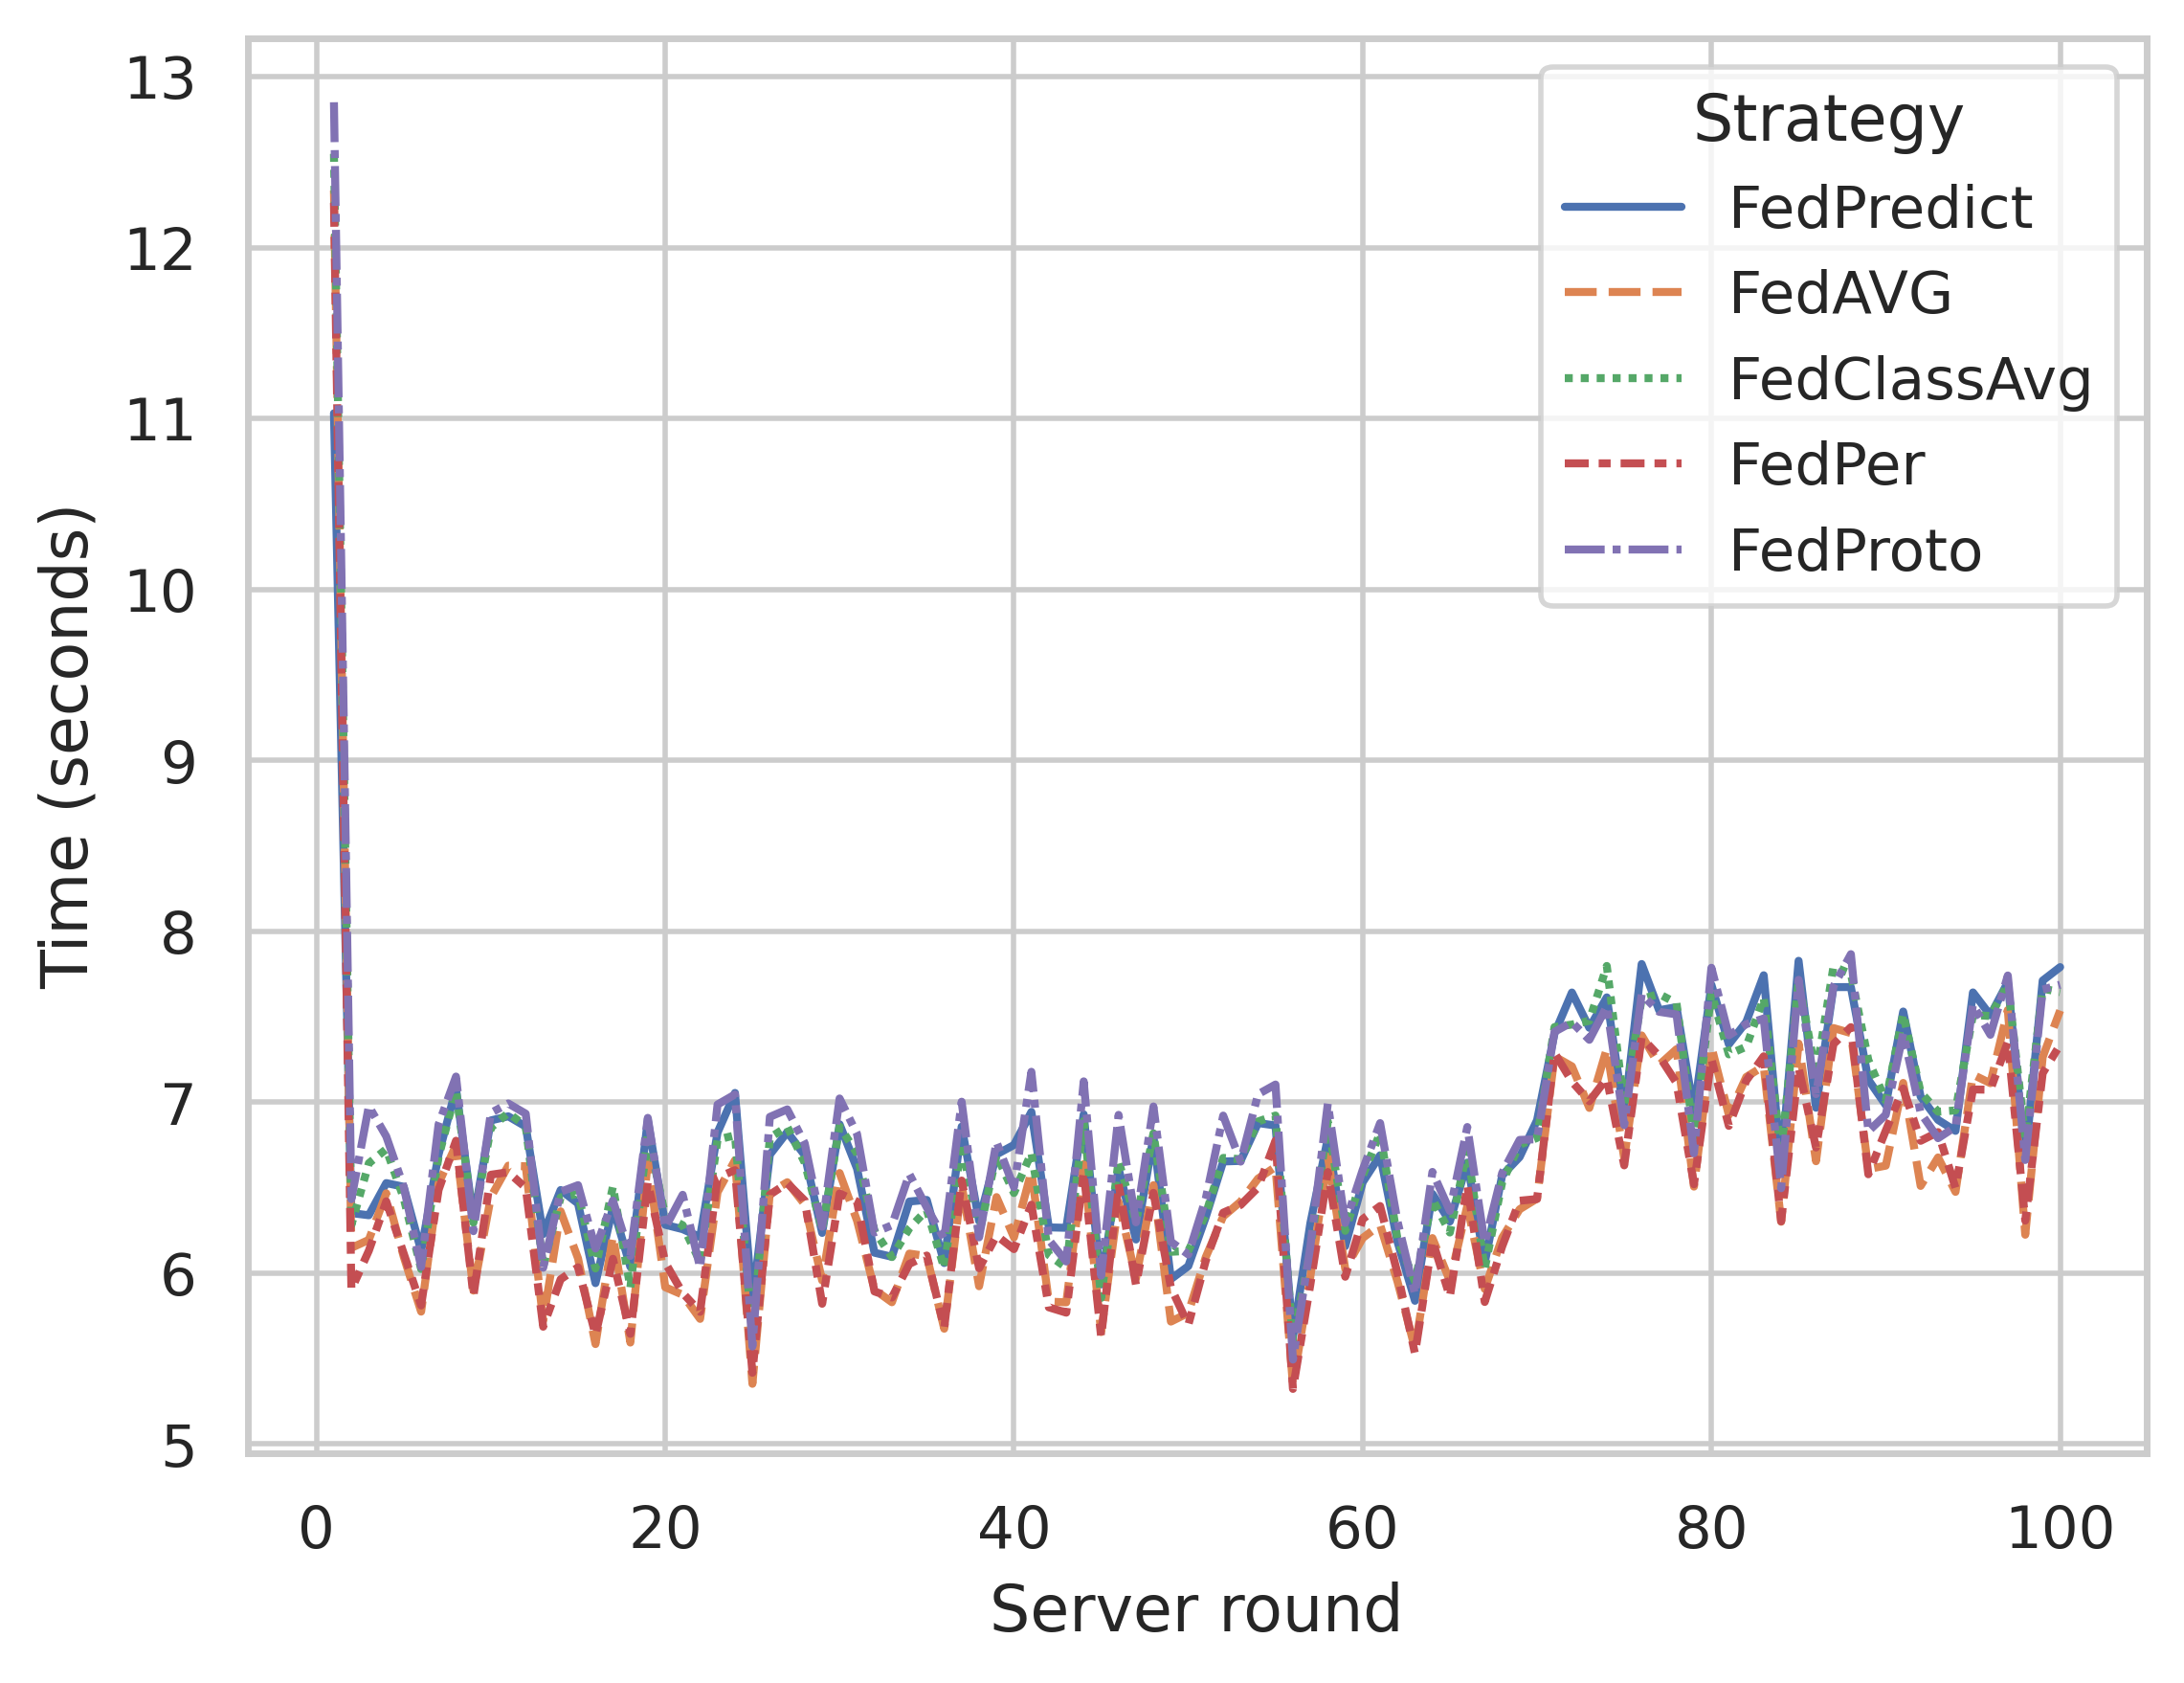 13
12
11
10
9
8
7
6
5
Time (seconds)
0 20 40 60 80 100
Server round
Strategy
FedPredict
FedAVG
FedClassAvg
FedPer
FedProto